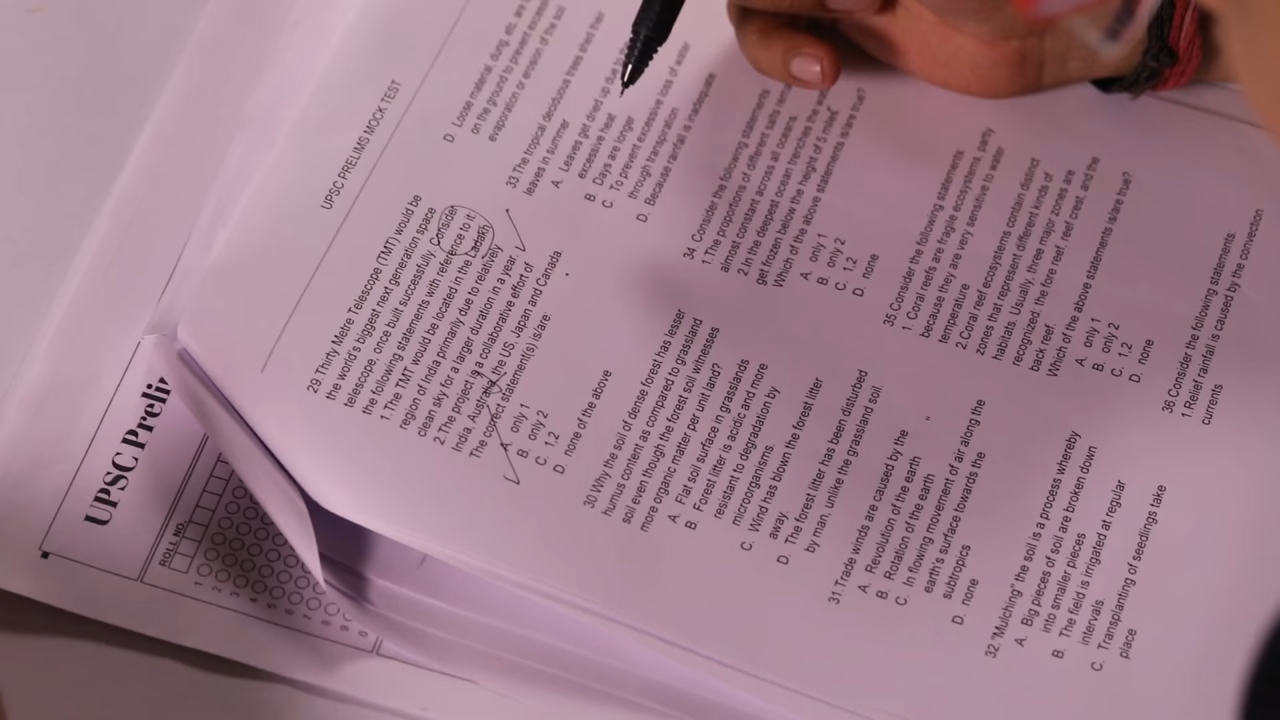 UPSC Prelir
ROLL NO.
1
2
3
4
5
6
7
8
9
0
UPSC PRELIMS MOCK TEST
29 Thirty Metre Telescope (TMT) would be
the world's biggest next generation space
telescope, once built successfully. Consider
the following statements with reference to it:
1.The TMT would be located in the Ladakh
region of India primarily due to relatively
clean sky for a larger duration in a year.
2.The project is a collaborative effort of
India, Australia the US, Japan and Canada.
The correct statement(s) is/are:
A. only 1
B. only 2
C. 1,2
D. none of the above
30 Why the soil of dense forest has lesser
humus content as compared to grassland
soil even though the forest soil witnesses
more organic matter per unit land?
A. Flat soil surface in grasslands
B. Forest litter is acidic and more
resistant to degradation by
microorganisms.
C. Wind has blown the forest litter
away.
D. The forest litter has been disturbed
by man, unlike the grassland soil.
31.Trade winds are caused by the
A. Revolution of the earth
B. Rotation of the earth
C. In flowing movement of air along the
earth's surface towards the
subtropics
D. none
32."Mulching" the soil is a process whereby
A. Big pieces of soil are broken down
into smaller pieces
B. The field is irrigated at regular
intervals.
C. Transplanting of seedlings take
place
D. Loose material, dung, etc. are
on the ground to prevent
evaporation or erosion of the soil
33 The tropical deciduous trees shed their
leaves in summer
A. Leaves get dried up due
excessive heat
B. Days are longer
C. To prevent excessive loss of water
through transpiration
D. Because rainfall is inadequate
34. Consider the following statements
1.The proportions of different salts
almost constant across all oceans.
2.In the deepest ocean trenches the
get frozen below the height of 5 miles.
Which of the above statements is/are true?
A. only 1
B. only 2
C. 1,2
D. none
35 Consider the following statements:
1. Coral reefs are fragile ecosystems, partly
because they are very sensitive to water
temperature
2.Coral reef ecosystems contain distinct
zones that represent different kinds of
habitats. Usually, three major zones are
recognized: the fore reef, reef crest, and the
back reef.
Which of the above statements is/are true?
A. only 1
B. only 2
C. 1,2
D. none
36.Consider the following statements:
1.Relief rainfall is caused by the convection
currents